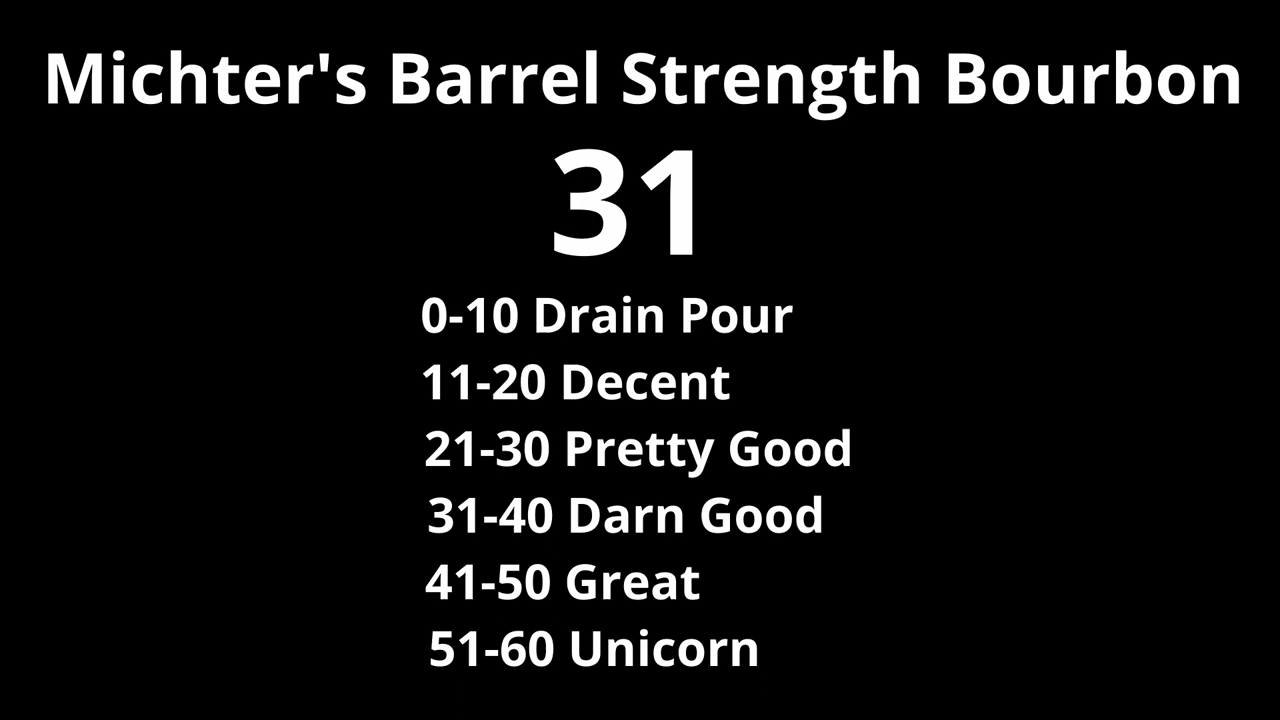 Michter's Barrel Strength Bourbon
31
0-10 Drain Pour
11-20 Decent
21-30 Pretty Good
31-40 Darn Good
41-50 Great
51-60 Unicorn